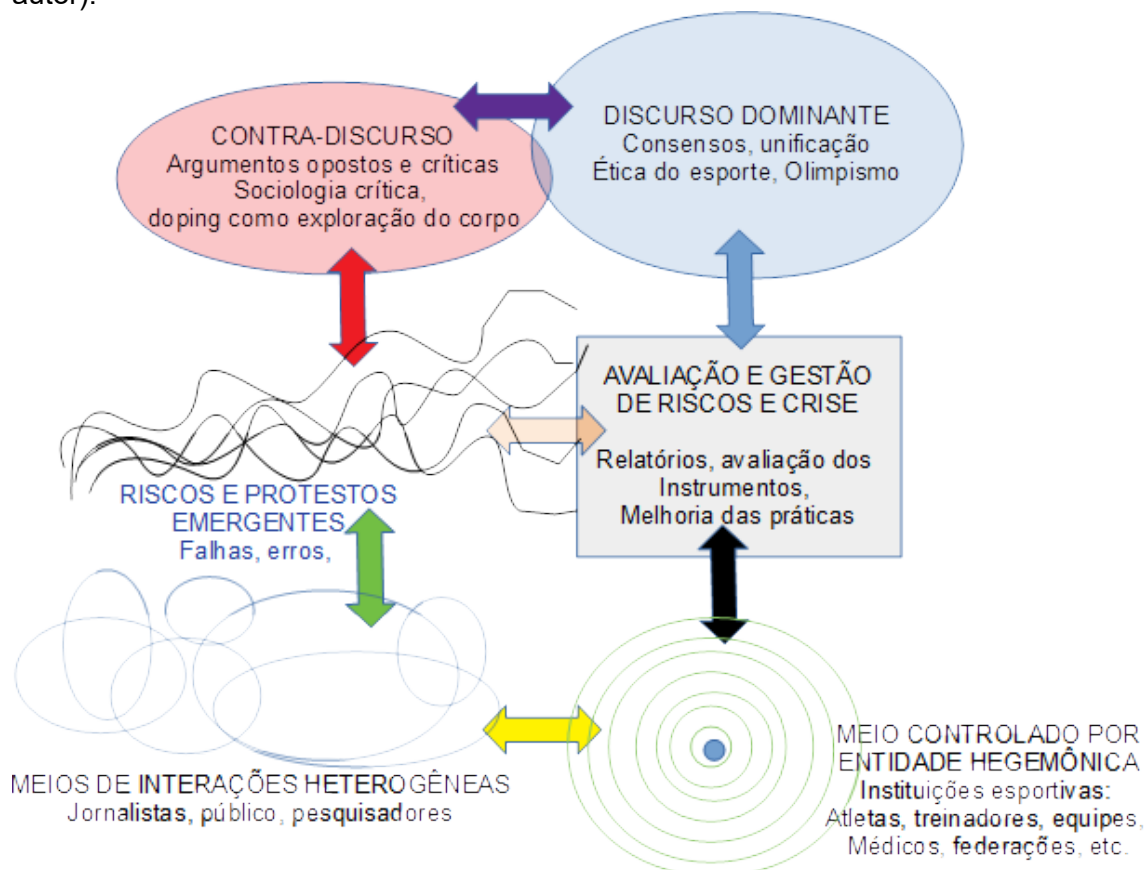 autor).
CONTRA-DISCURSO
Argumentos opostos e críticas
Sociologia crítica,
doping como exploração do corpo
DISCURSO DOMINANTE
Consensos, unificação
Ética do esporte, Olimpismo
AVALIAÇÃO E GESTÃO
DE RISCOS E CRISE
Relatórios, avaliação dos
Instrumentos,
Melhoria das práticas
RISCOS E PROTESTOS
EMERGENTES
Falhas, erros,
MEIOS DE INTERAÇÕES HETEROGÊNEAS
Jornalistas, público, pesquisadores
MEIO CONTROLADO POR
ENTIDADE HEGEMÔNICA
Instituições esportivas:
Atletas, treinadores, equipes,
Médicos, federações, etc.